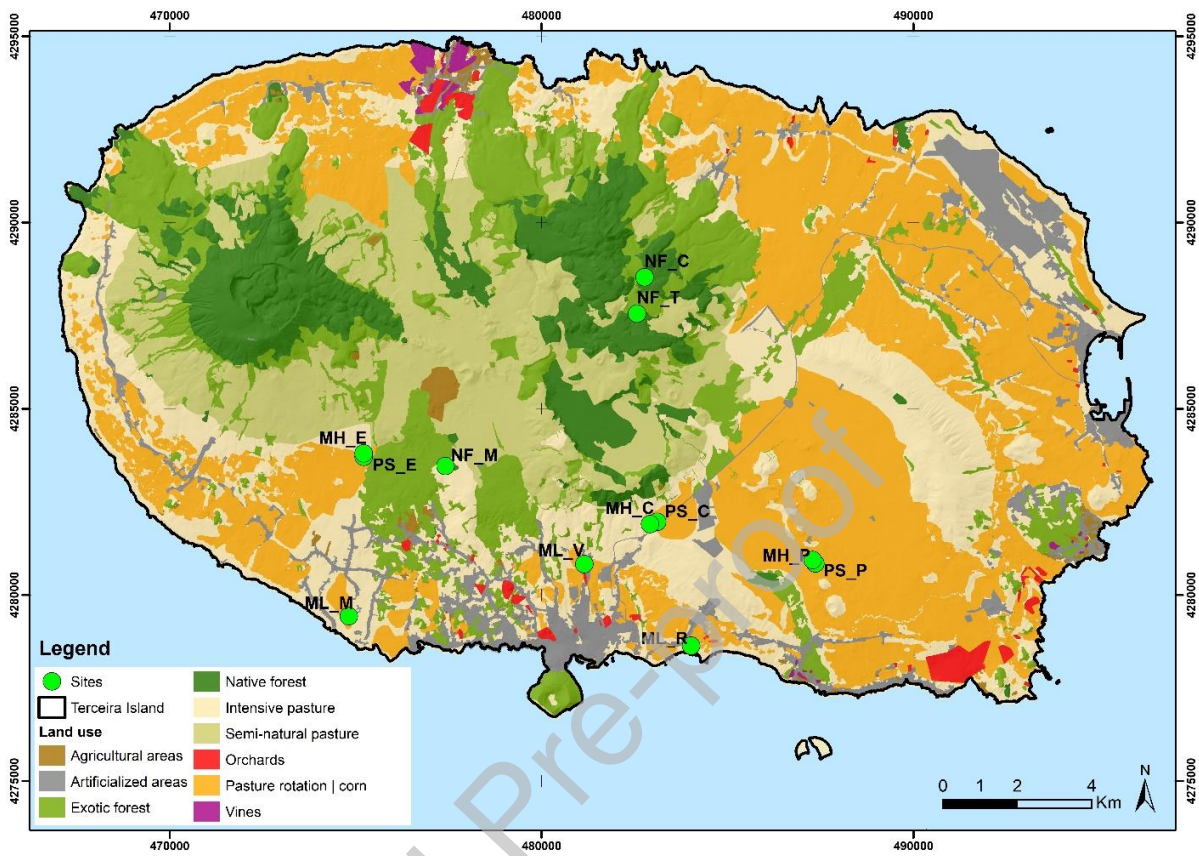 470000 480000 490000
4295000 4295000
4290000 4290000
NF_C
NF_T
4285000 4285000
MH_E
PS_E
NF_M
MH_C PS_C
ML_V
MH_P
PS_P
4280000 4280000
ML_M
ML_R
Legend
Sites
Terceira Island
Land use
Agricultural areas
Artificialized areas
Exotic forest
Native forest
Intensive pasture
Semi-natural pasture
Orchards
Pasture rotation | corn
Vines
4275000 4275000
N
0 1 2 4
Km
470000 480000 490000
Pre-proof